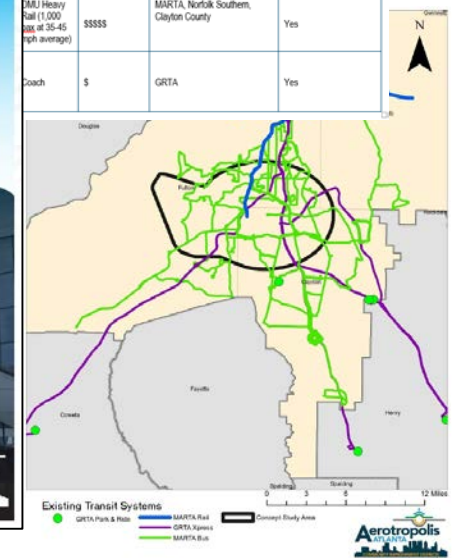 DMU Heavy
Rail (1,000
pax at 35-45
mph average)
$$$$$
MARTA, Norfolk Southern,
Clayton County
Yes
Coach
$
GRTA
Yes
N
Douglas
Fulton
Clayton
Fayette
Coweta
Henry
Spalding
Spalding
Existing Transit Systems
GRTA Park & Ride
MARTA Rail
GRTA Xpress
MARTA Bus
Concept Study Area
0 3 6 12 Miles
Aerotropolis
ATLANTA